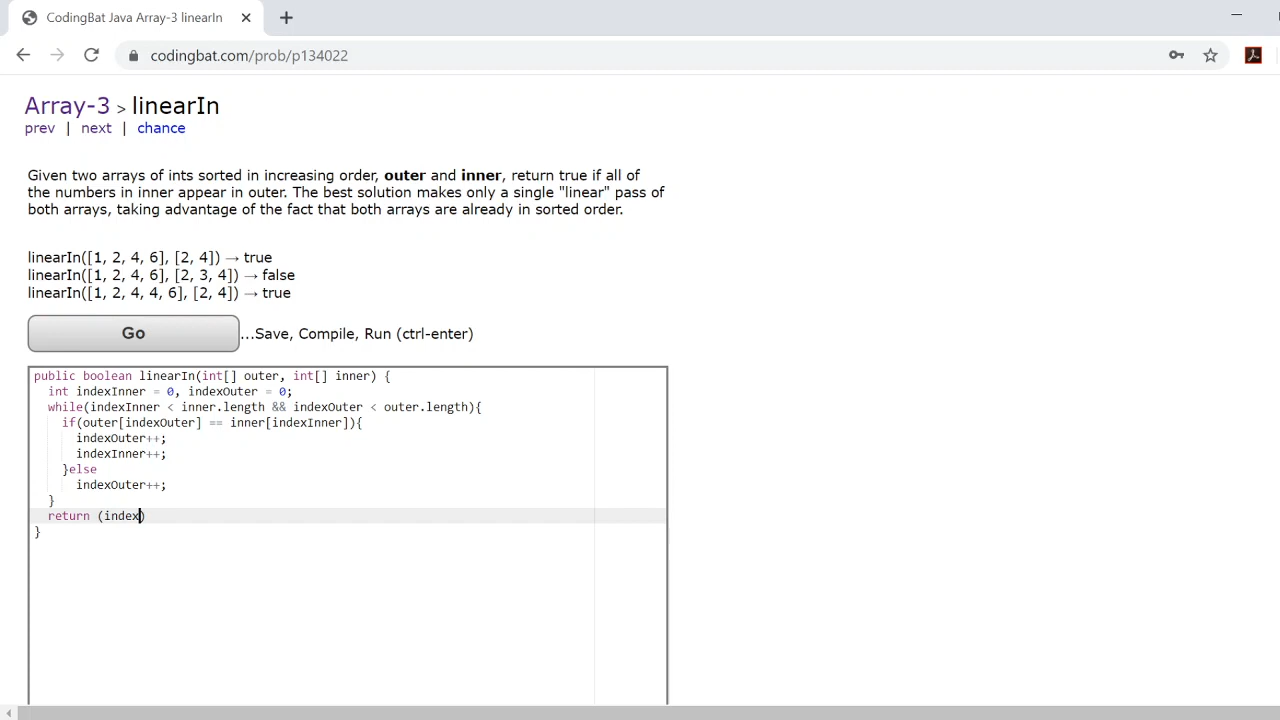 CodingBat Java Array-3 linearIn
codingbat.com/prob/p134022
Array-3 > linearIn
prev | next | chance
Given two arrays of ints sorted in increasing order, outer and inner, return true if all of
the numbers in inner appear in outer. The best solution makes only a single "linear" pass of
both arrays, taking advantage of the fact that both arrays are already in sorted order.
linearIn([1, 2, 4, 6], [2, 4]) → true
linearIn([1, 2, 4, 6], [2, 3, 4]) → false
linearIn([1, 2, 4, 4, 6], [2, 4]) → true
Go ...Save, Compile, Run (ctrl-enter)
public boolean linearIn(int[] outer, int[] inner) {
int indexInner = 0, indexOuter = 0;
while(indexInner < inner.length && indexOuter < outer.length){
if(outer[indexOuter] == inner[indexInner]){
indexOuter++;
indexInner++;
}else
indexOuter++;
}
return (index)
}